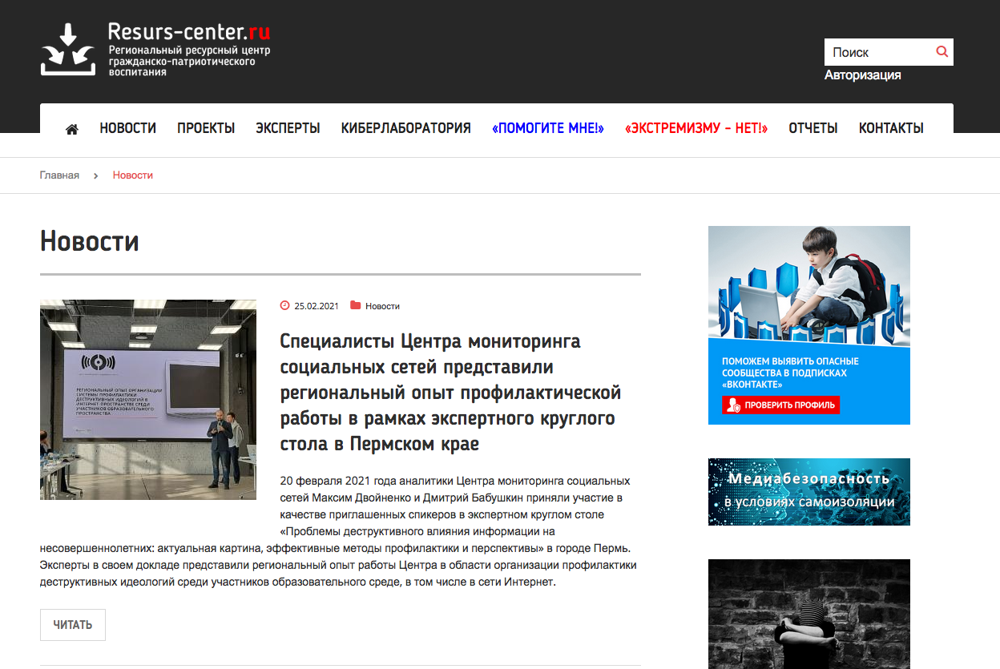 Resurs-center.ru
Региональный ресурсный центр
гражданско-патриотического
воспитания
Поиск
Авторизация
НОВОСТИ ПРОЕКТЫ ЭКСПЕРТЫ КИБЕРЛАБОРАТОРИЯ «ПОМОГИТЕ МНЕ!» «ЭКСТРЕМИЗМУ – НЕТ!» ОТЧЕТЫ КОНТАКТЫ
Главная > Новости
Новости
РЕГИОНАЛЬНЫЙ ОПЫТ ОРГАНИЗАЦИИ
СИСТЕМЫ ПРОФИЛАКТИКИ
ДЕСТРУКТИВНЫХ ИДЕОЛОГИЙ В
ИНТЕРНЕТ-ПРОСТРАНСТВЕ СРЕДИ
УЧАСТНИКОВ ОБРАЗОВАТЕЛЬНОГО
ПРОСТРАНСТВА
25.02.2021 Новости
Специалисты Центра мониторинга
социальных сетей представили
региональный опыт профилактической
работы в рамках экспертного круглого
стола в Пермском крае
20 февраля 2021 года аналитики Центра мониторинга социальных
сетей Максим Двойненко и Дмитрий Бабушкин приняли участие в
качестве приглашенных спикеров в экспертном круглом столе
«Проблемы деструктивного влияния информации на
несовершеннолетних: актуальная картина, эффективные методы профилактики и перспективы» в городе Пермь.
Эксперты в своем докладе представили региональный опыт работы Центра в области организации профилактики
деструктивных идеологий среди участников образовательного среде, в том числе в сети Интернет.
ЧИТАТЬ
ПОМОЖЕМ ВЫЯВИТЬ ОПАСНЫЕ
СООБЩЕСТВА В ПОДПИСКАХ
«ВКОНТАКТЕ»
ПРОВЕРИТЬ ПРОФИЛЬ
Медиабезопасность
в условиях самоизоляции